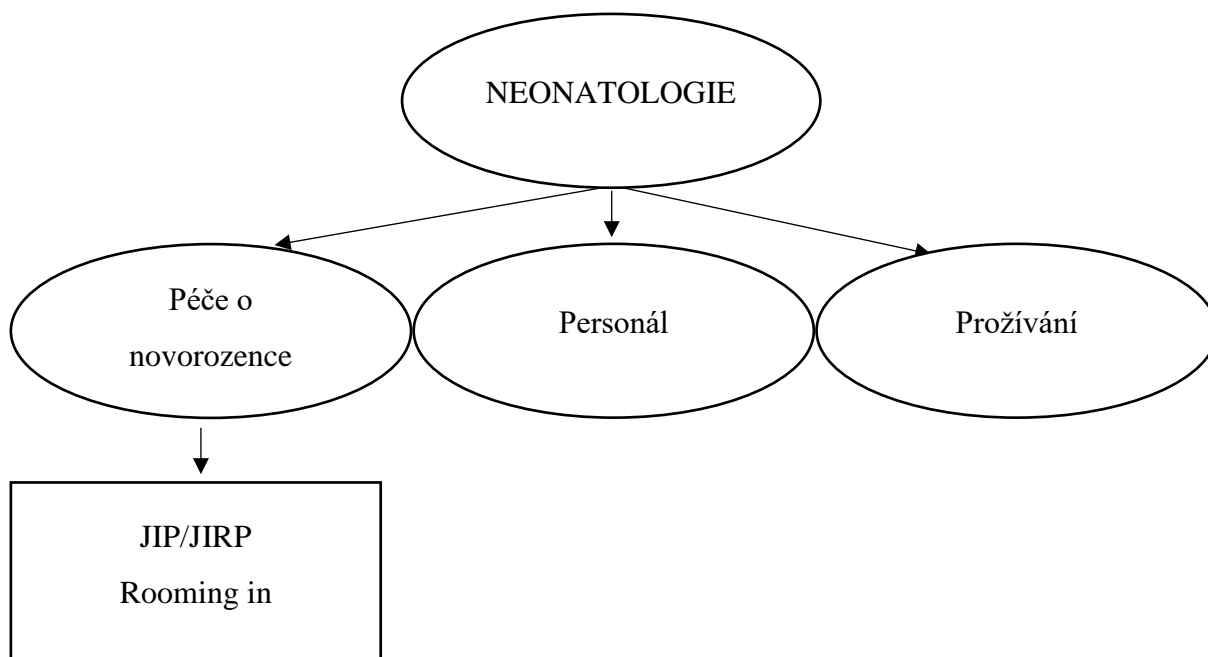 NEONATOLOGIE
Péče o
novorozence
Personál
Prožívání
JIP/JIRP
Rooming in